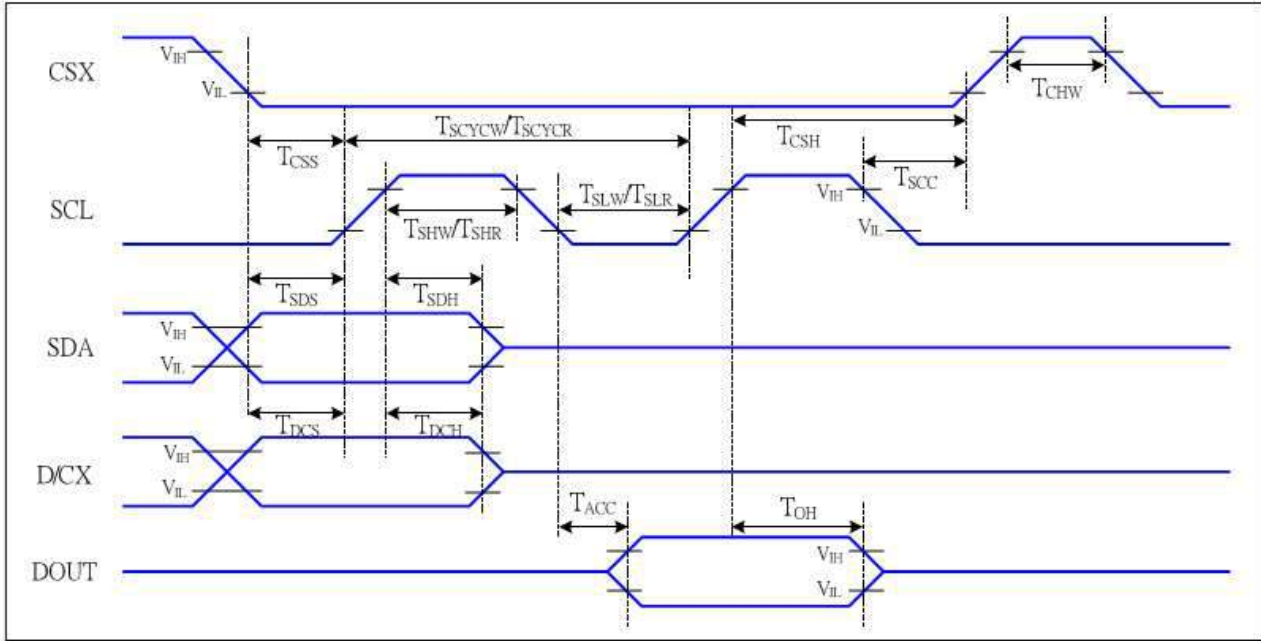 CSX
VIH
VIL
TCHW
TCSS
TSCYCW/TSCYCR
TCSH
TSCC
SCL
TSHW/TSHR
TSLW/TSLR
VIH
VIL
TSDS
TSDH
SDA
VIH
VIL
TDCS
TDCH
D/CX
VIH
VIL
TACC
TOH
DOUT
VIH
VIL